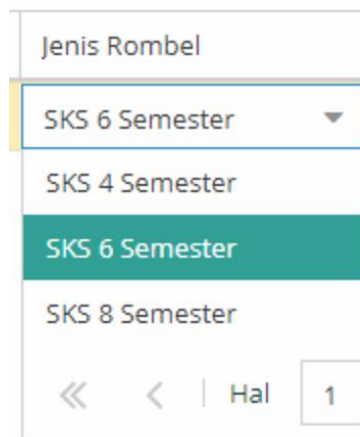 Jenis Rombel
SKS 6 Semester
SKS 4 Semester
SKS 6 Semester
SKS 8 Semester
Hal 1